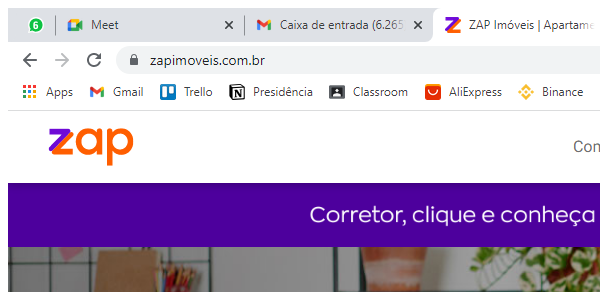 6 Meet Caixa de entrada (6.265 ZAP Imóveis | Apartame
zapimoveis.com.br
Apps Gmail Trello Presidência Classroom AliExpress Binance
zap Con
Corretor, clique e conheça